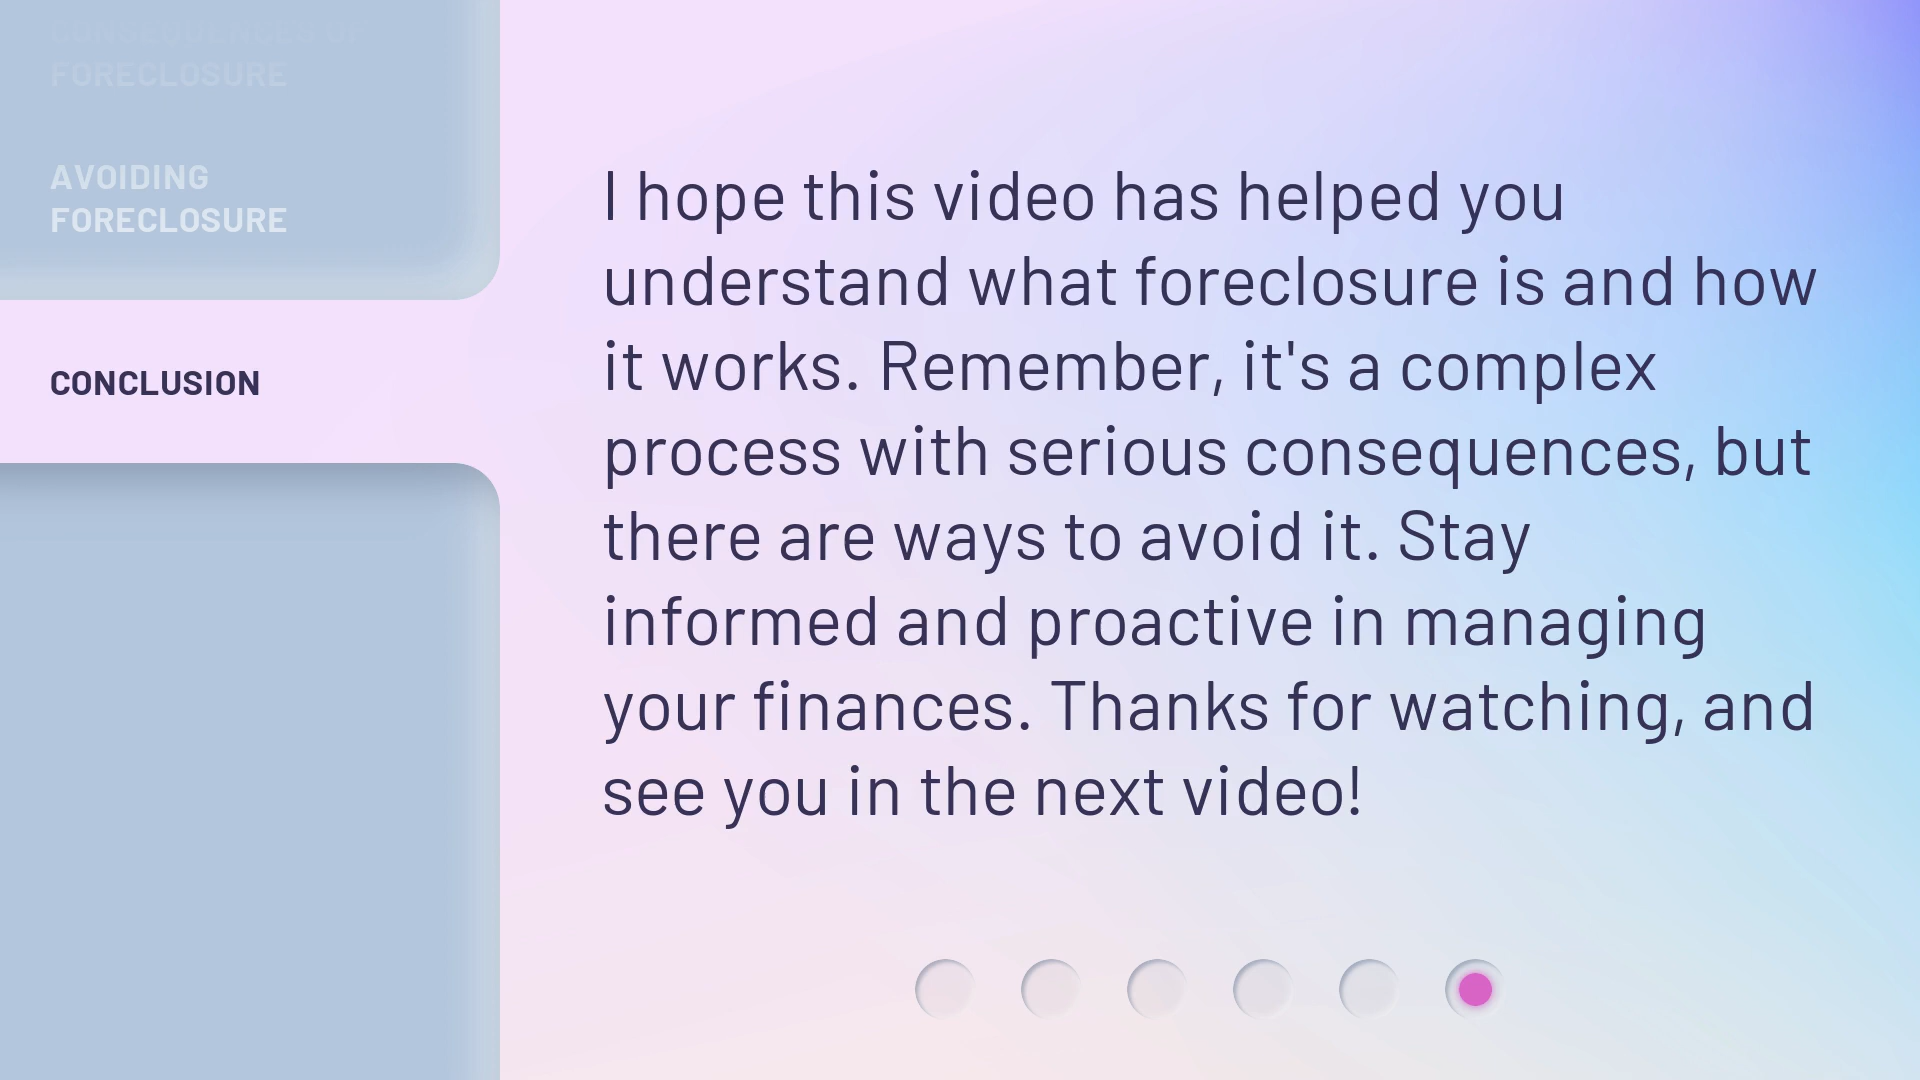 CONSEQUENCES OF
FORECLOSURE
AVOIDING
FORECLOSURE
CONCLUSION
I hope this video has helped you
understand what foreclosure is and how
it works. Remember, it's a complex
process with serious consequences, but
there are ways to avoid it. Stay
informed and proactive in managing
your finances. Thanks for watching, and
see you in the next video!